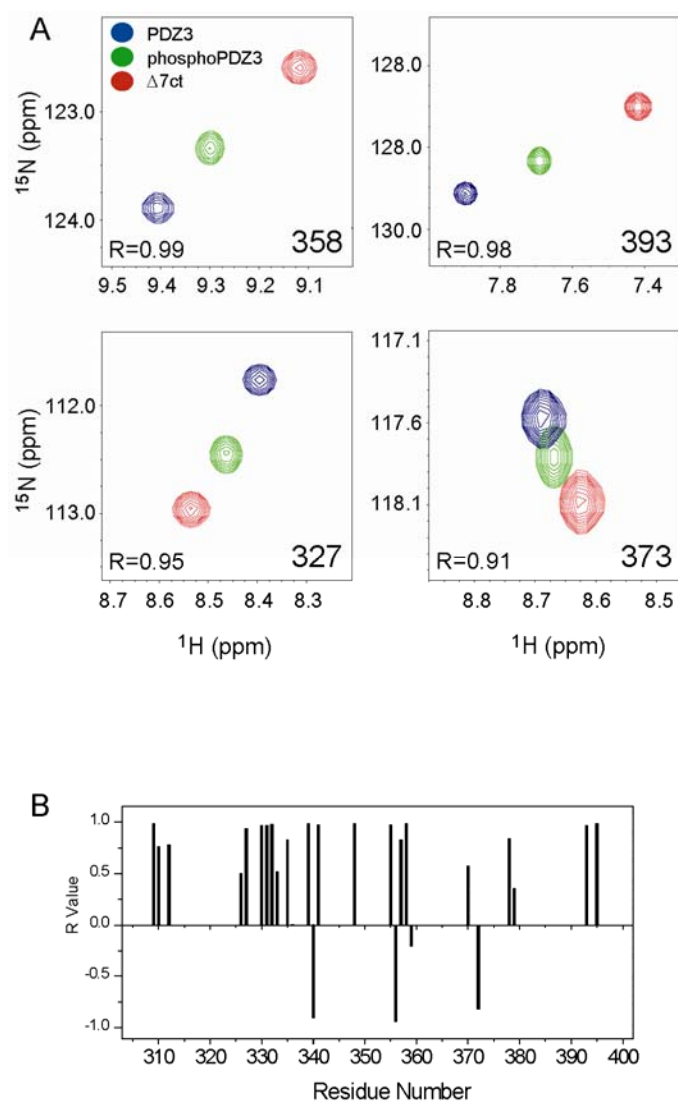 A
PDZ3
phosphoPDZ3
Δ7ct
15N (ppm)
123.0
124.0
R=0.99
358
9.5 9.4 9.3 9.2 9.1
15N (ppm)
128.0
128.0
130.0
R=0.98
393
7.8 7.6 7.4
15N (ppm)
112.0
113.0
R=0.95
327
8.7 8.6 8.5 8.4 8.3
1H (ppm)
117.1
117.6
118.1
R=0.91
373
8.8 8.7 8.6 8.5
1H (ppm)
B
R Value
1.0
0.5
0.0
-0.5
-1.0
310 320 330 340 350 360 370 380 390 400
Residue Number